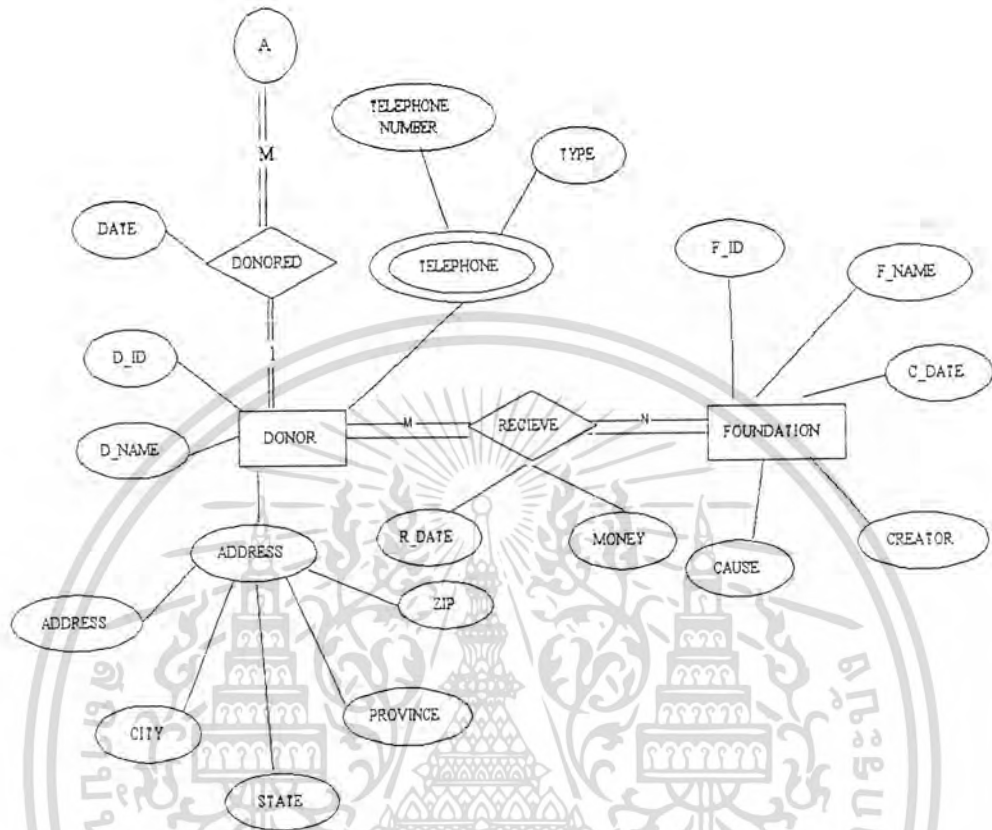 A
M
TELEPHONE
NUMBER
TYPE
DATE
DONORED
TELEPHONE
F_ID
F_NAME
1
D_ID
C_DATE
D_NAME
DONOR
M
RECIEVE
N
FOUNDATION
R_DATE
MONEY
CAUSE
CREATOR
ADDRESS
ZIP
ADDRESS
CITY
PROVINCE
STATE